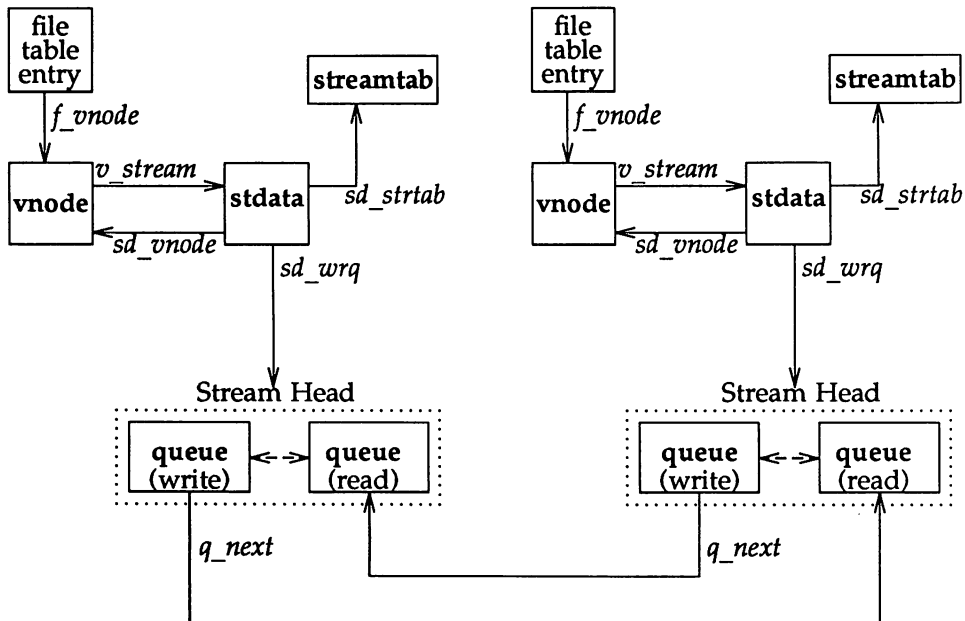 file
table
entry
streamtab
f_vnode
v_stream
vnode
stdata
sd_strtab
sd_vnode
sd_wrq
Stream Head
queue
(write)
queue
(read)
q_next
file
table
entry
streamtab
f_vnode
v_stream
vnode
stdata
sd_strtab
sd_vnode
sd_wrq
Stream Head
queue
(write)
queue
(read)
q_next